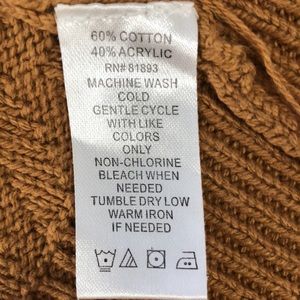 60% COTTON
40% ACRYLIC
RN# 81893
MACHINE WASH
COLD
GENTLE CYCLE
WITH LIKE
COLORS
ONLY
NON-CHLORINE
BLEACH WHEN
NEEDED
TUMBLE DRY LOW
WARM IRON
IF NEEDED